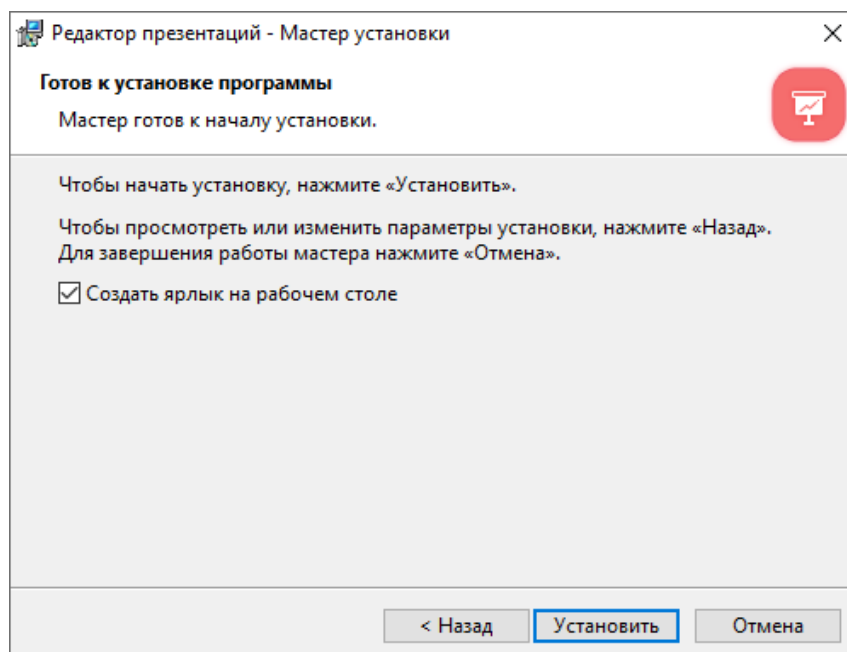 Редактор презентаций - Мастер установки
Готов к установке программы
Мастер готов к началу установки.
Чтобы начать установку, нажмите «Установить».
Чтобы просмотреть или изменить параметры установки, нажмите «Назад».
Для завершения работы мастера нажмите «Отмена».
Создать ярлык на рабочем столе
< Назад
Установить
Отмена